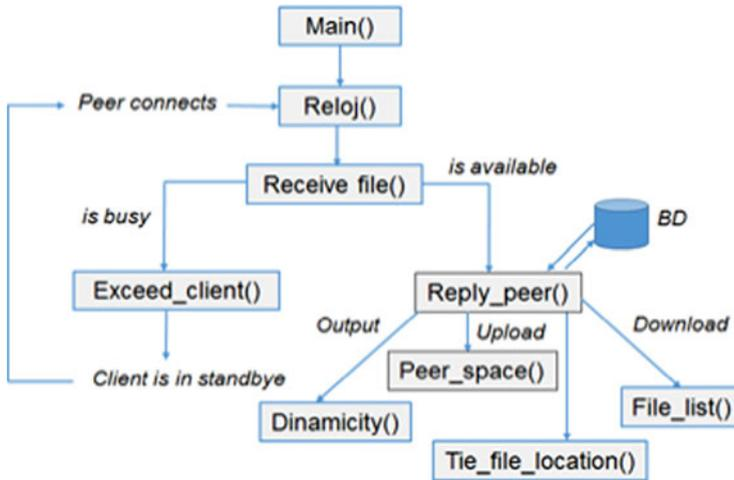 Main()
Peer connects
Reloj()
Receive file()
is available
is busy
BD
Exceed_client()
Reply_peer()
Output
Upload
Download
Client is in standbye
Peer_space()
Dinamicity()
File_list()
Tie_file_location()